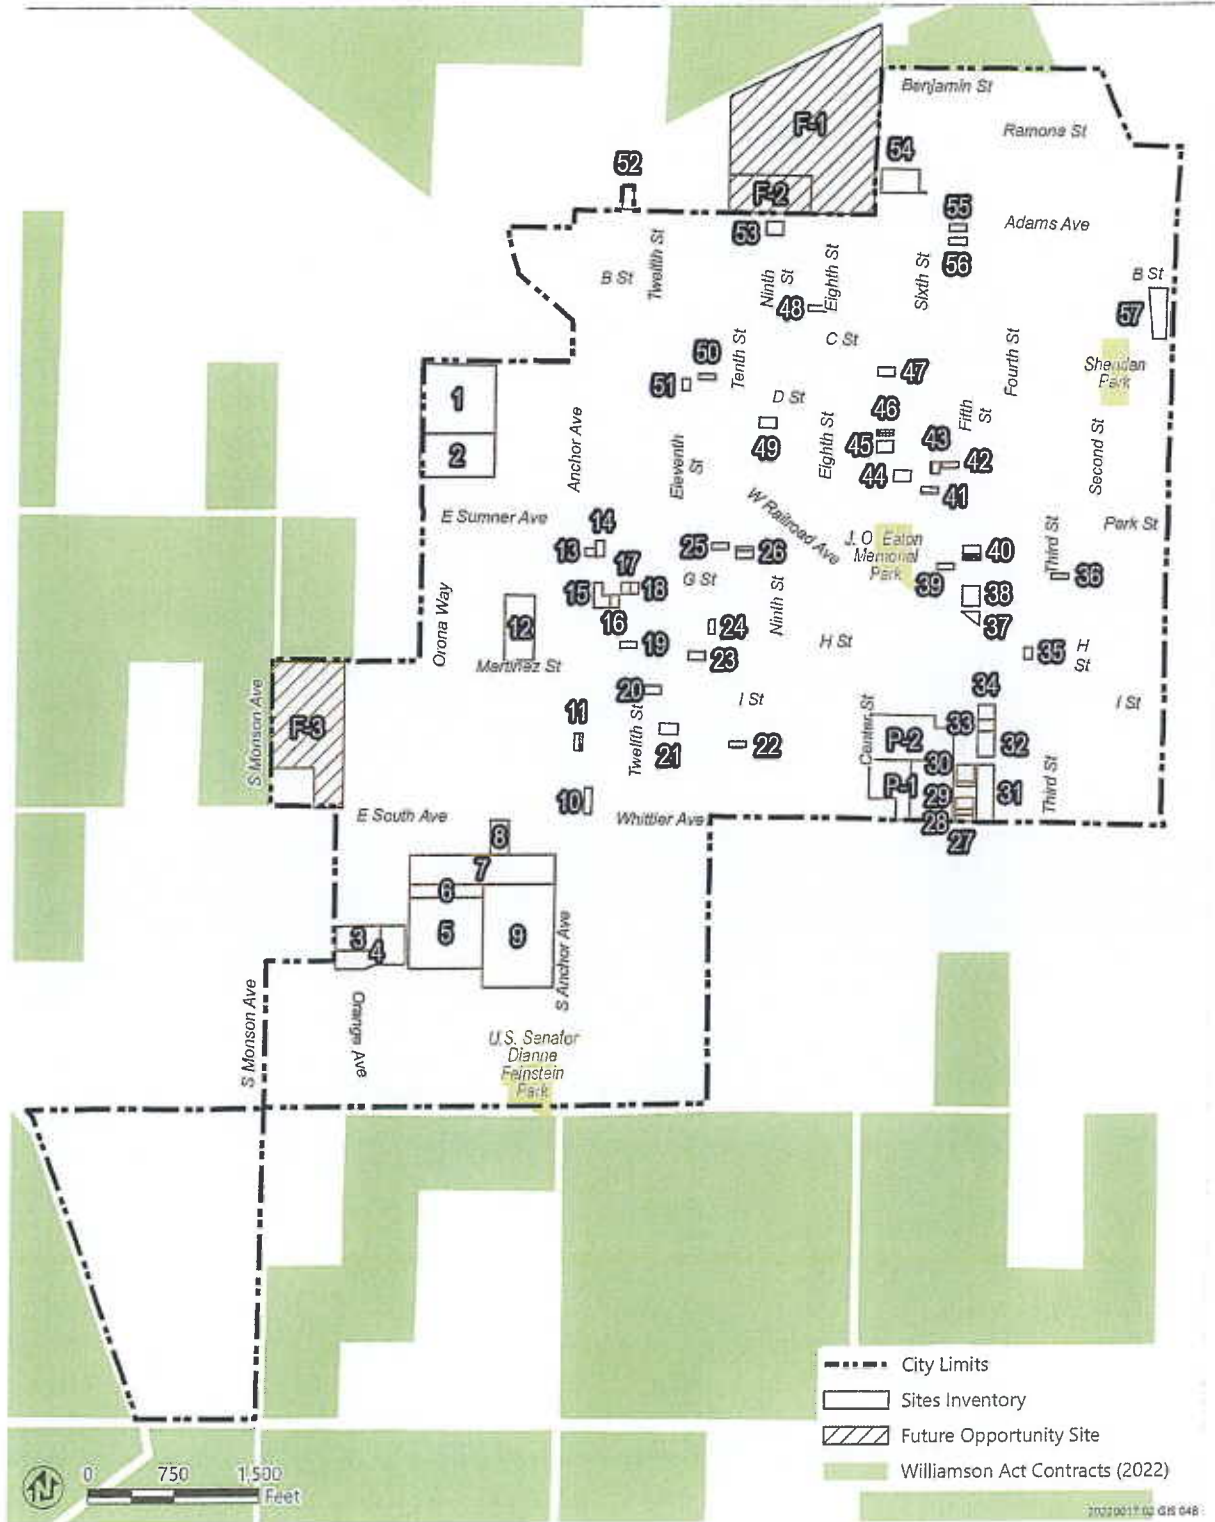 Benjamin St
F-1
Ramona St
54
52
F-2
55
53
Adams Ave
56
Twelfth St
B St
Ninth
St
Eighth St
Sixth St
B St
48
57
C St
50
Tenth St
51
47
Fourth St
Sheridan
Park
1
D St
46
Fifth
St
2
49
45
43
42
Anchor Ave
Eleventh
St
Eighth St
44
41
Second St
E Sumner Ave
14
W Railroad Ave
Third St
Park St
13
25
26
J. O. Eaton
Memorial
Park
40
17
G St
39
36
15
18
38
12
16
24
Ninth St
37
Orona Way
19
23
H St
35
H
St
Martinez St
20
I St
34
I St
S Monson Ave
F-3
11
Twelfth St
21
22
Center St
P-2
33
32
30
10
P-1
29
31
Third St
E South Ave
Whittier Ave
28
27
8
7
6
3
4
5
9
S Anchor Ave
S Monson Ave
Orange Ave
U.S. Senator
Dianne
Feinstein
Park
City Limits
Sites Inventory
Future Opportunity Site
Williamson Act Contracts (2022)
N
0 750 1,500
Feet
20220017.02 GIS 048